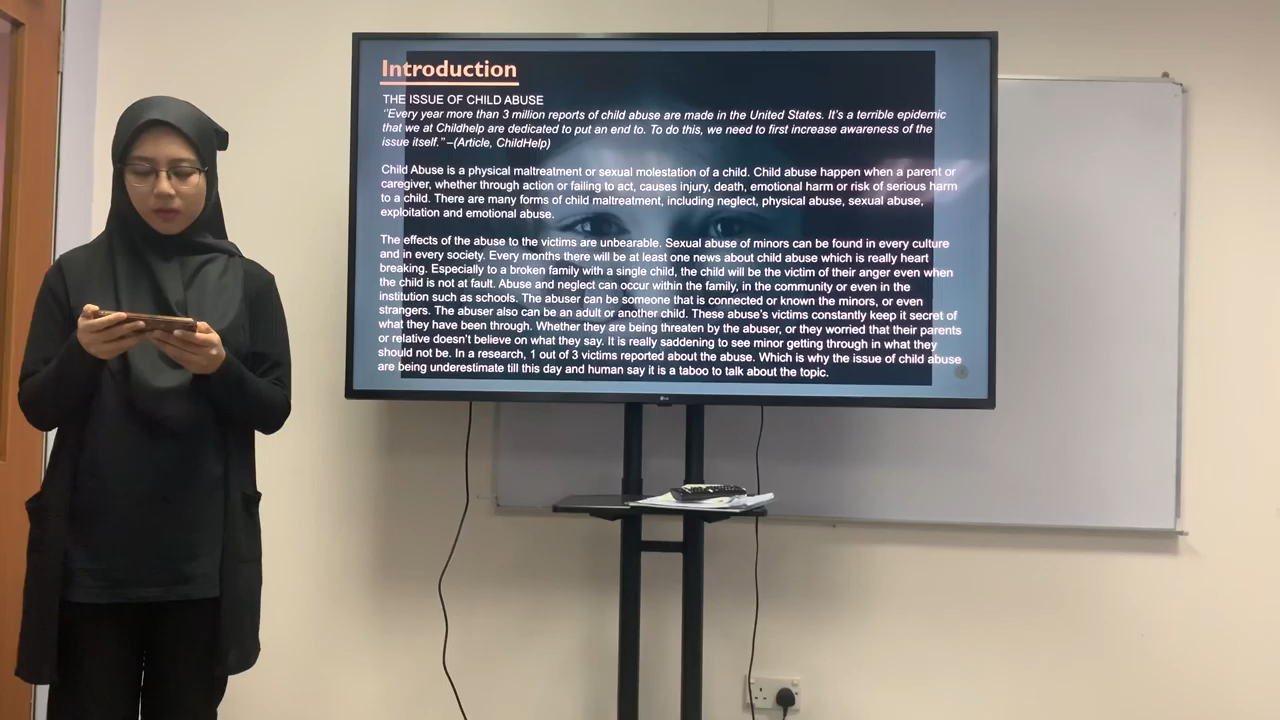 Introduction
THE ISSUE OF CHILD ABUSE
"Every year more than 3 million reports of child abuse are made in the United States. It's a terrible epidemic
that we at Childhelp are dedicated to put an end to. To do this, we need to first increase awareness of the
issue itself." –(Article, ChildHelp)
Child Abuse is a physical maltreatment or sexual molestation of a child. Child abuse happen when a parent or
caregiver, whether through action or failing to act, causes injury, death, emotional harm or risk of serious harm
to a child. There are many forms of child maltreatment, including neglect, physical abuse, sexual abuse,
exploitation and emotional abuse.
The effects of the abuse to the victims are unbearable. Sexual abuse of minors can be found in every culture
and in every society. Every months there will be at least one news about child abuse which is really heart
breaking. Especially to a broken family with a single child, the child will be the victim of their anger even when
the child is not at fault. Abuse and neglect can occur within the family, in the community or even in the
institution such as schools. The abuser can be someone that is connected or known the minors, or even
strangers. The abuser also can be an adult or another child. These abuse's victims constantly keep it secret of
what they have been through. Whether they are being threaten by the abuser, or they worried that their parents
or relative doesn't believe on what they say. It is really saddening to see minor getting through in what they
should not be. In a research, 1 out of 3 victims reported about the abuse. Which is why the issue of child abuse
are being underestimate till this day and human say it is a taboo to talk about the topic.
LG